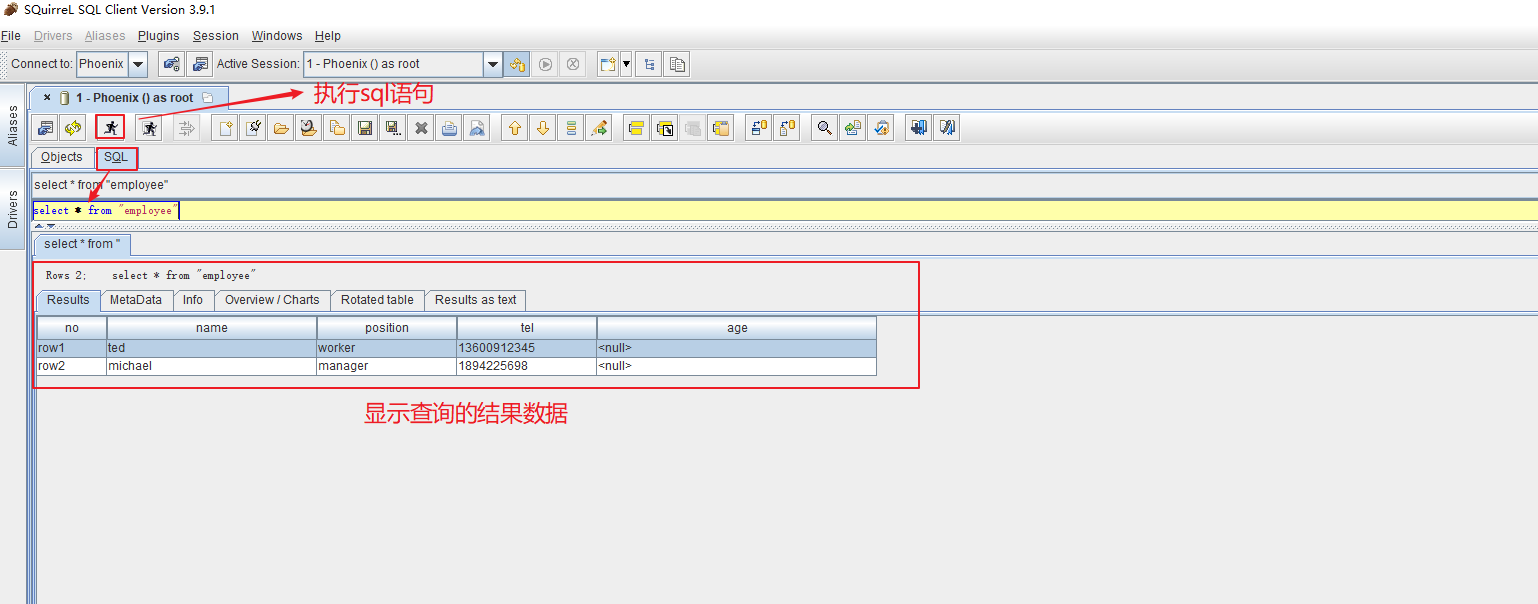 SQuirreL SQL Client Version 3.9.1
File Drivers Aliases Plugins Session Windows Help
Connect to: Phoenix Active Session: 1 - Phoenix () as root
1 - Phoenix () as root
执行sql语句
Aliases
Drivers
Objects SQL
select * from "employee"
select * from "employee"
select * from "
Rows 2; select * from "employee"
Results MetaData Info Overview / Charts Rotated table Results as text
no name position tel age
row1 ted worker 13600912345 <null>
row2 michael manager 1894225698 <null>
显示查询的结果数据